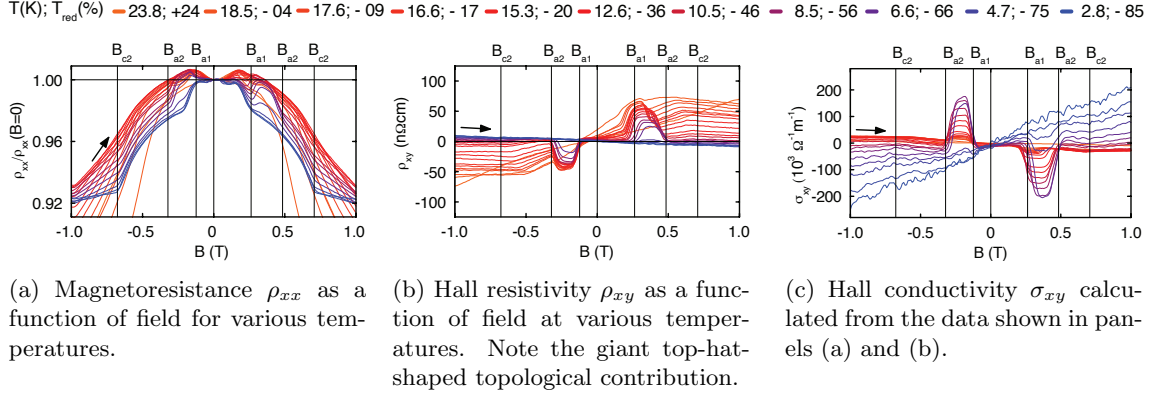 T(K); T_red(%) 23.8; +24 18.5; - 04 17.6; - 09 16.6; - 17 15.3; - 20 12.6; - 36 10.5; - 46 8.5; - 56 6.6; - 66 4.7; - 75 2.8; - 85
B_c2 B_a2 B_a1 B_a1 B_a2 B_c2
1.00
0.96
0.92
ρ_xx/ρ_xx(B=0)
-1.0 -0.5 0.0 0.5 1.0
B (T)
B_c2 B_a2 B_a1 B_a1 B_a2 B_c2
100
50
0
-50
-100
ρ_xy (nΩcm)
-1.0 -0.5 0.0 0.5 1.0
B (T)
B_c2 B_a2 B_a1 B_a1 B_a2 B_c2
200
100
0
-100
-200
σ_xy (10³ Ω⁻¹m⁻¹)
-1.0 -0.5 0.0 0.5 1.0
B (T)
(a) Magnetoresistance ρ_xx as a
function of field for various tem-
peratures.
(b) Hall resistivity ρ_xy as a func-
tion of field at various temper-
atures. Note the giant top-hat-
shaped topological contribution.
(c) Hall conductivity σ_xy calcu-
lated from the data shown in pan-
els (a) and (b).